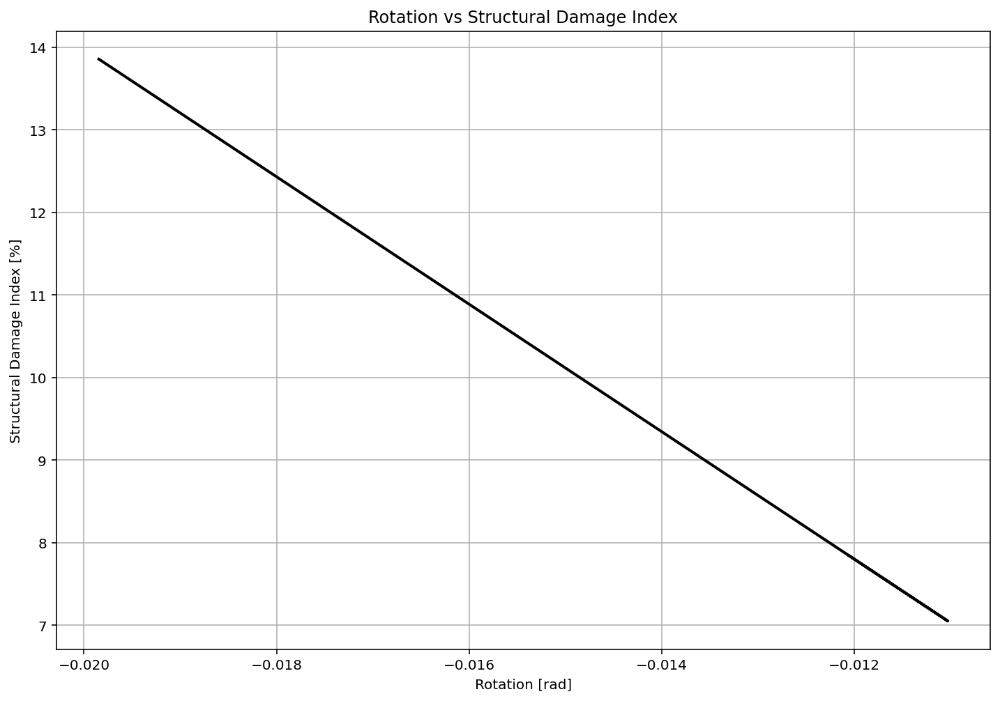 Rotation vs Structural Damage Index
Structural Damage Index [%]
14
13
12
11
10
9
8
7
−0.020 −0.018 −0.016 −0.014 −0.012
Rotation [rad]